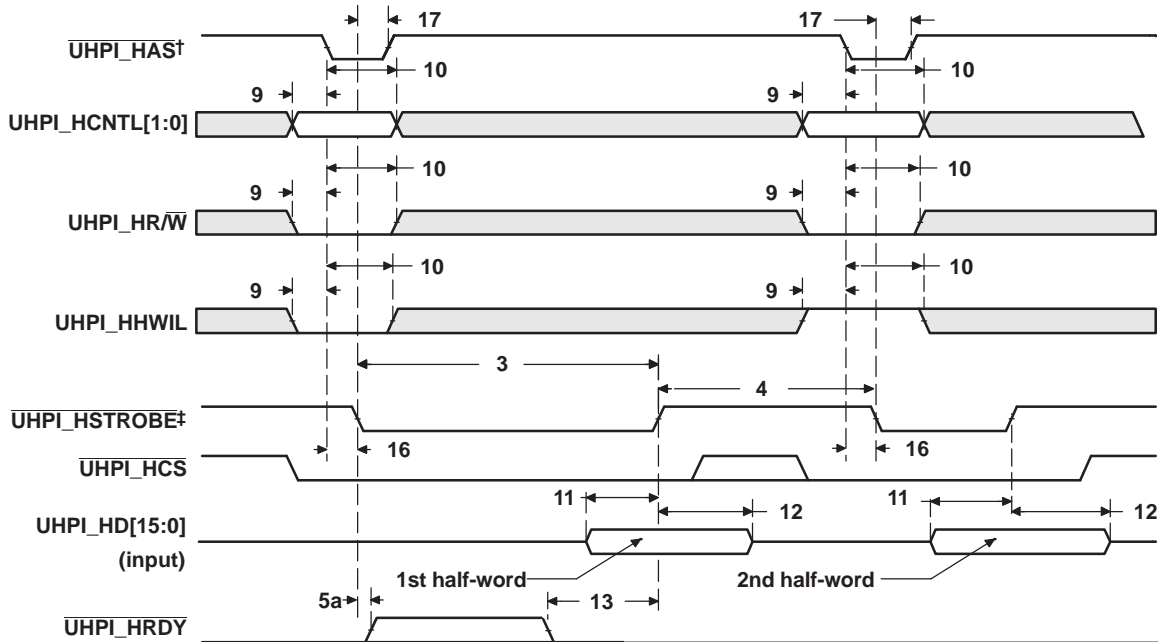 17
17
UHPI_HAS†
10
10
9
9
UHPI_HCNTL[1:0]
10
10
9
9
UHPI_HR/W
10
10
9
9
UHPI_HHWIL
3
4
UHPI_HSTROBE‡
16
16
UHPI_HCS
11
11
12
12
UHPI_HD[15:0]
(input)
1st half-word
2nd half-word
5a
13
UHPI_HRDY